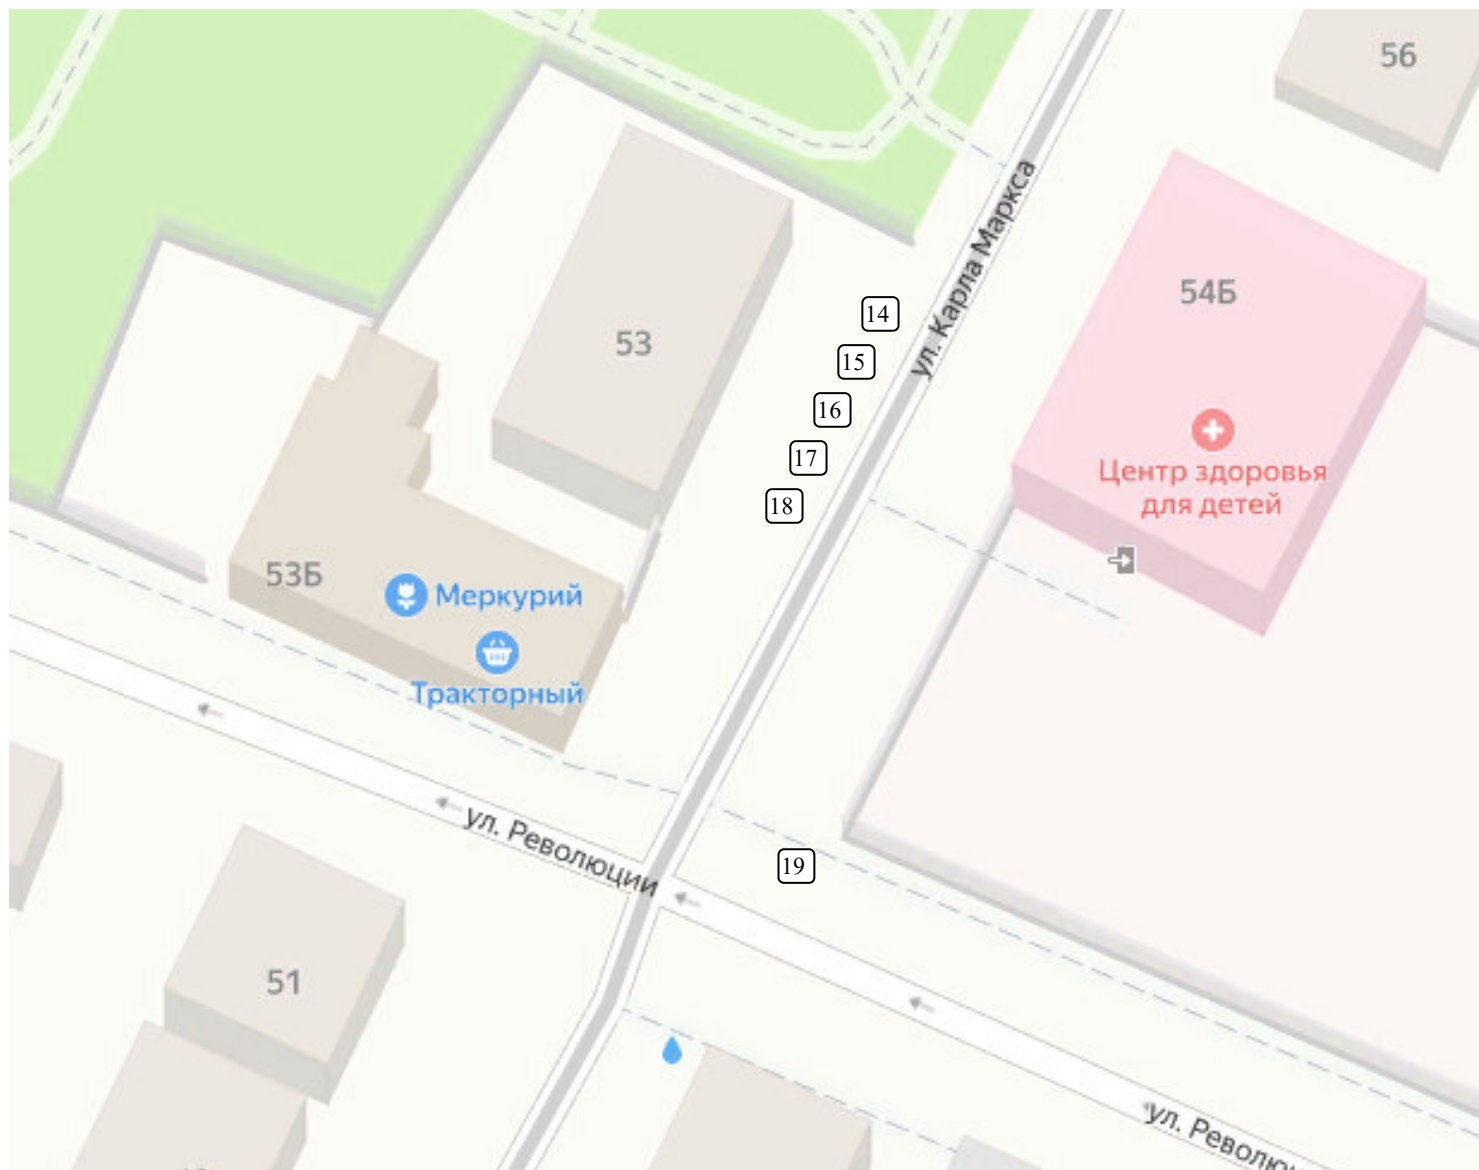 56
ул. Карла Маркса
54Б
14
53
15
16
Центр здоровья
для детей
17
18
53Б
Меркурий
Тракторный
ул. Революции
19
51
ул. Револю